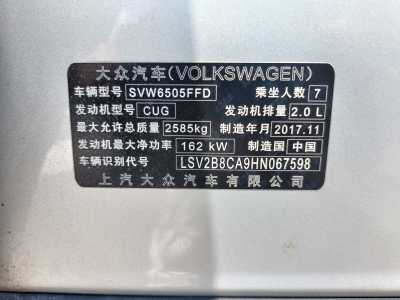 大众汽车(VOLKSWAGEN)
车辆型号 SVW6505FFD 乘坐人数 7
发动机型号 CUG 发动机排量 2.0 L
最大允许总质量 2585kg 制造年月 2017.11
发动机最大净功率 162 kW 制造国 中国
车辆识别代号 LSV2B8CA9HN067598
上汽大众汽车有限公司